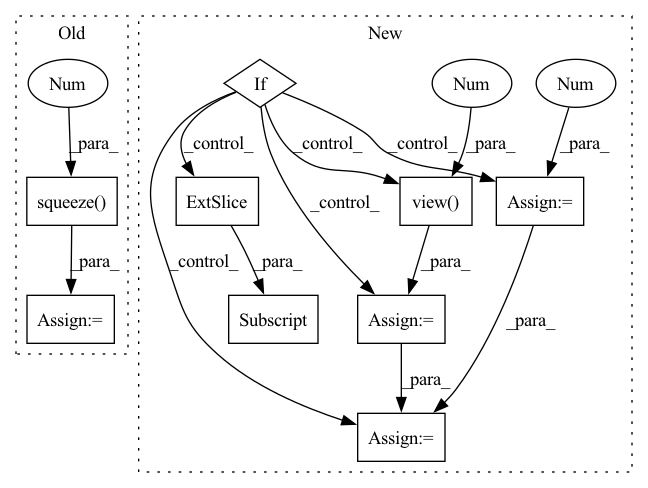 Old
New
Num
If
Num
Num
_para_
_control_
_control_
_control_
_para_
_para_
squeeze()
ExtSlice
view()
Assign:=
_control_
_para_
_control_
_para_
_para_
Assign:=
Subscript
Assign:=
_para_
_para_
Assign:=